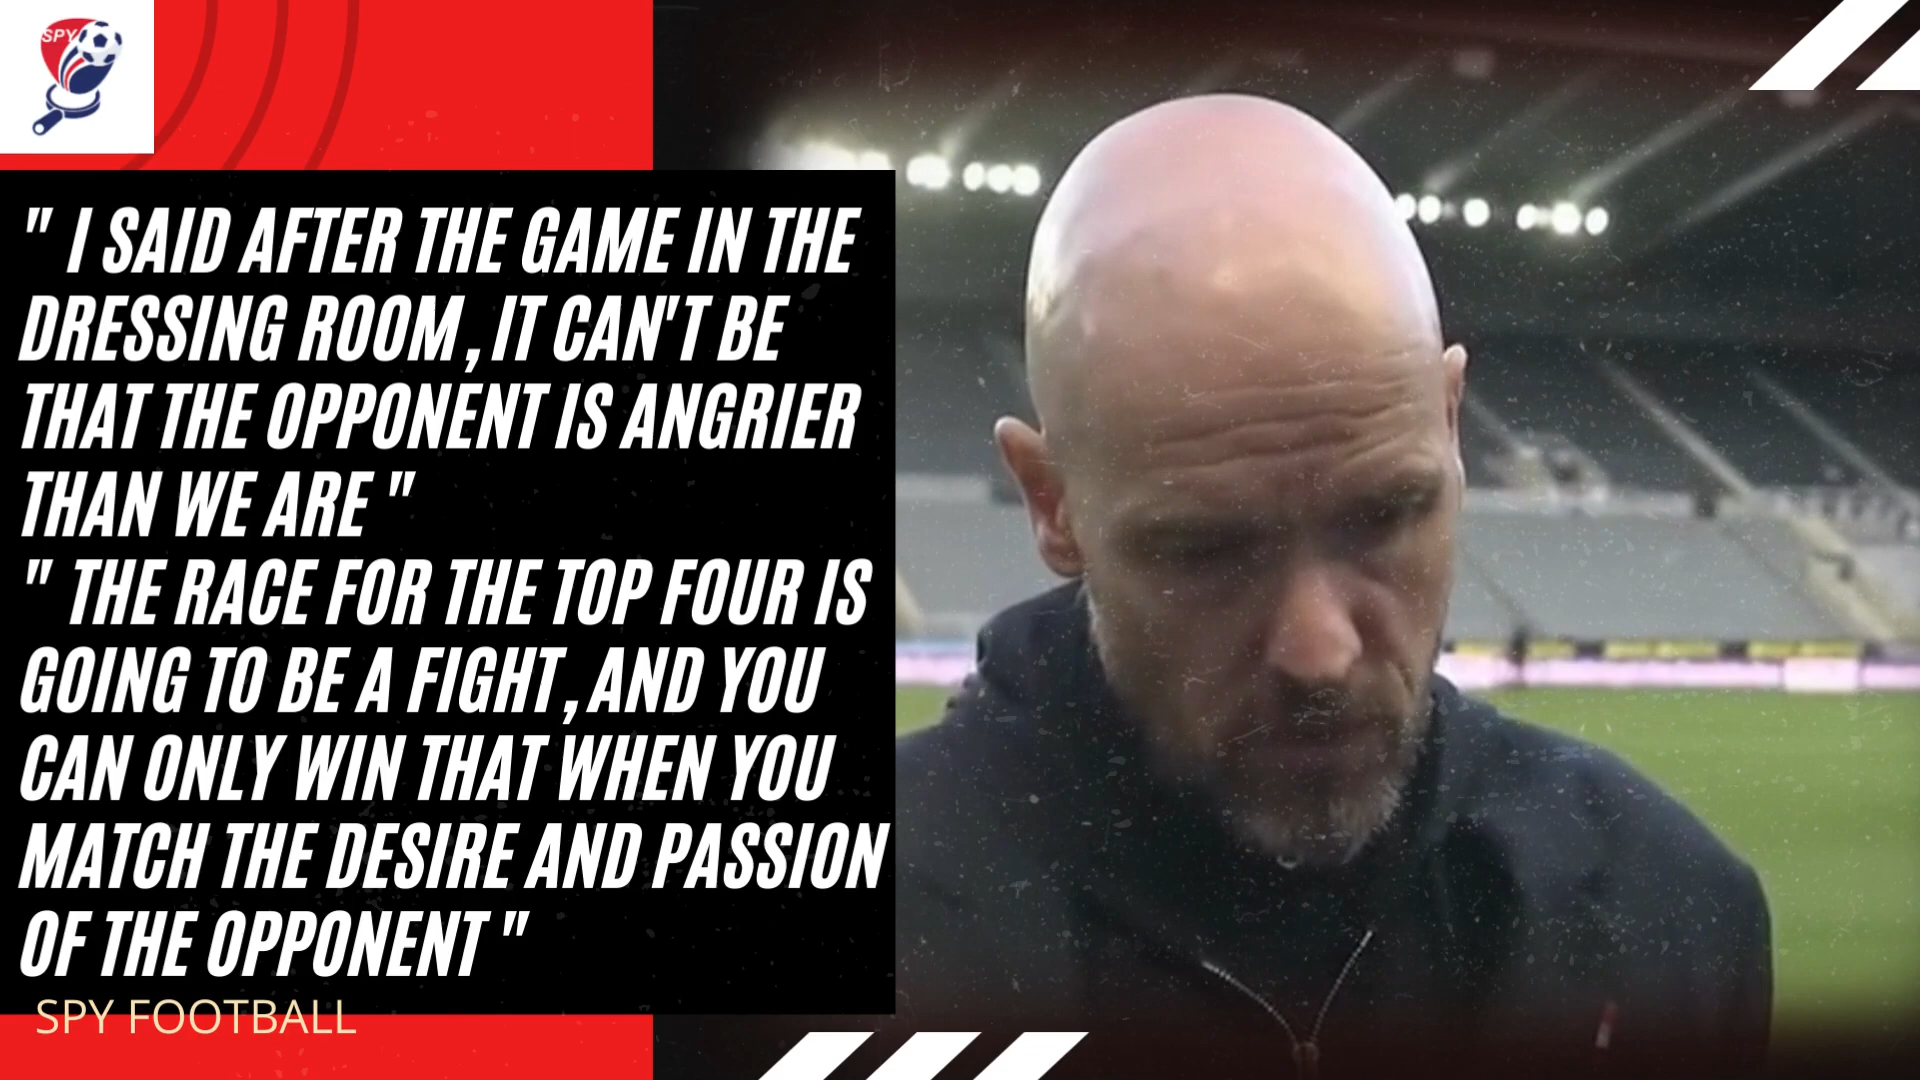 SPY
" I SAID AFTER THE GAME IN THE
DRESSING ROOM , IT CAN'T BE
THAT THE OPPONENT IS ANGRIER
THAN WE ARE "
" THE RACE FOR THE TOP FOUR IS
GOING TO BE A FIGHT , AND YOU
CAN ONLY WIN THAT WHEN YOU
MATCH THE DESIRE AND PASSION
OF THE OPPONENT "
SPY FOOTBALL